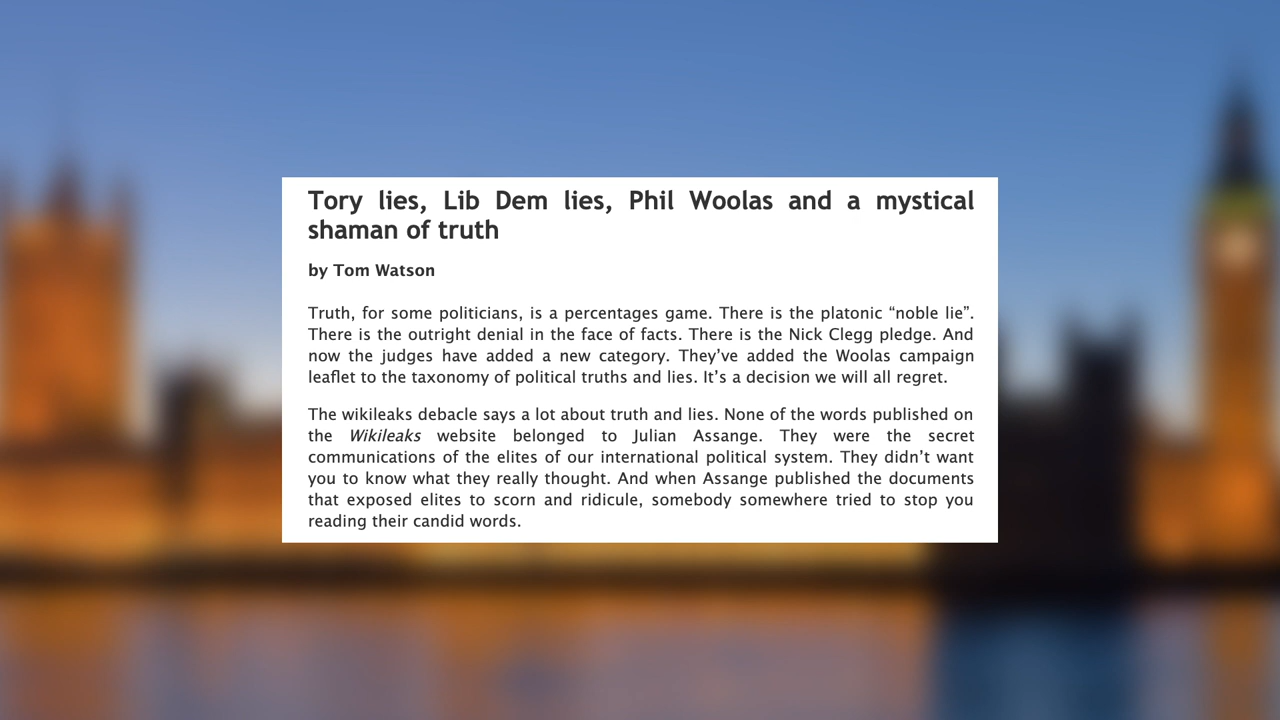 Tory lies, Lib Dem lies, Phil Woolas and a mystical
shaman of truth
by Tom Watson
Truth, for some politicians, is a percentages game. There is the platonic “noble lie”.
There is the outright denial in the face of facts. There is the Nick Clegg pledge. And
now the judges have added a new category. They’ve added the Woolas campaign
leaflet to the taxonomy of political truths and lies. It’s a decision we will all regret.
The wikileaks debacle says a lot about truth and lies. None of the words published on
the Wikileaks website belonged to Julian Assange. They were the secret
communications of the elites of our international political system. They didn’t want
you to know what they really thought. And when Assange published the documents
that exposed elites to scorn and ridicule, somebody somewhere tried to stop you
reading their candid words.